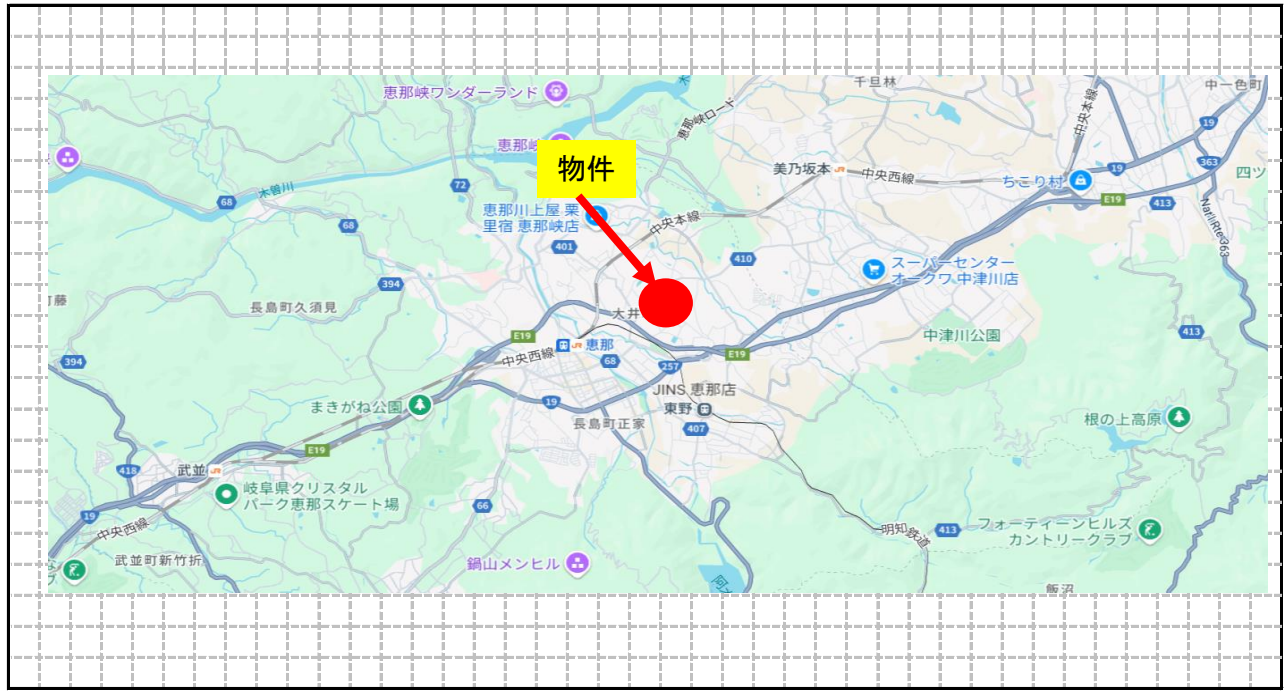 恵那峡ワンダーランド
千旦林
中一色町
恵那峡ロード
中央本線
19
恵那峡
363
物件
美乃坂本
中央西線
ちこり村
四ツ
E19
413
72
木曽川
68
恵那川上屋 栗
里宿 恵那峡店
68
中央本線
401
410
スーパーセンター
オークワ 中津川店
394
長島町久須見
大井
E19
中津川公園
413
394
中央西線
恵那
68
E19
257
JINS 恵那店
まきがね公園
19
東野
長島町正家
407
根の上高原
E19
418
武並
岐阜県クリスタル
パーク恵那スケート場
66
19
中央西線
明知鉄道
413
フォーティーンヒルズ
カントリークラブ
武並町新竹折
鍋山メンヒル
飯沼